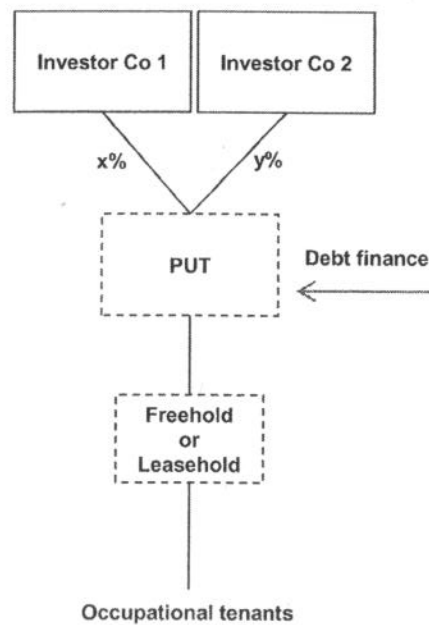 Investor Co 1
Investor Co 2
x%
y%
PUT
Debt finance
Freehold
or
Leasehold
Occupational tenants